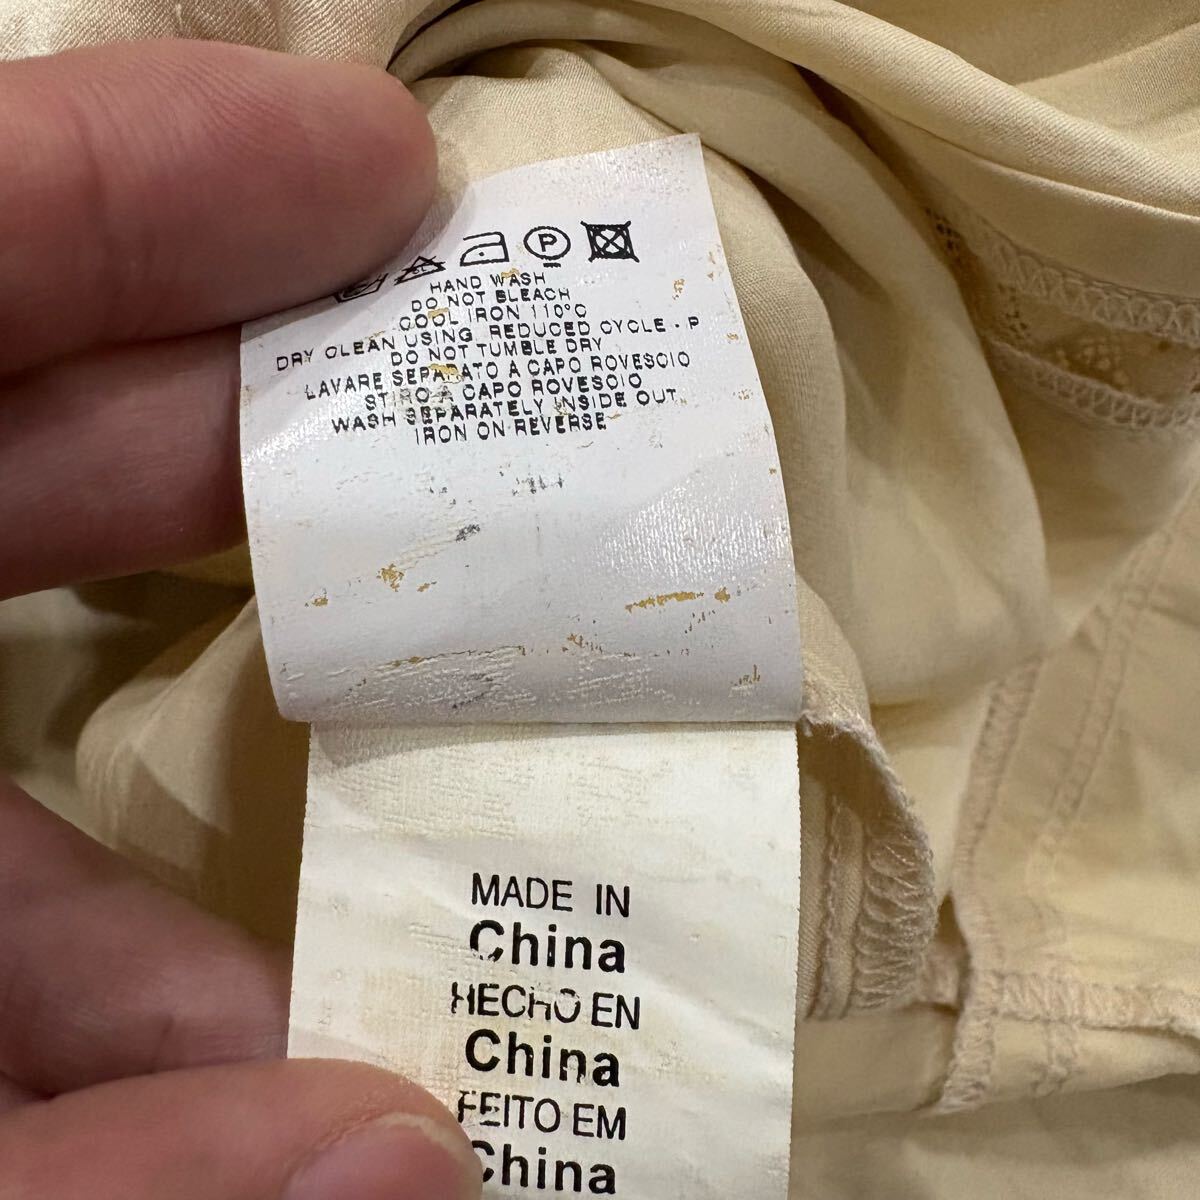 P
HAND WASH
DO NOT BLEACH
COOL IRON 110°C
DRY CLEAN USING REDUCED CYCLE - P
DO NOT TUMBLE DRY
LAVARE SEPARATO A CAPO ROVESCIO
STIRO A CAPO ROVESCIO
WASH SEPARATELY INSIDE OUT
IRON ON REVERSE
MADE IN
China
HECHO EN
China
FEITO EM
China